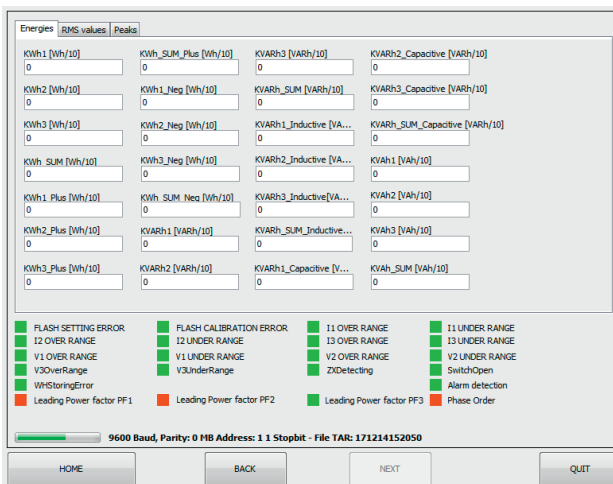 Energies RMS values Peaks
KWh1 [Wh/10] KWh_SUM_Plus [Wh/10] KVARh3 [VARh/10] KVARh2_Capacitive [VARh/10]
0 0 0 0
KWh2 [Wh/10] KWh1_Neg [Wh/10] KVARh_SUM [VARh/10] KVARh3_Capacitive [VARh/10]
0 0 0 0
KWh3 [Wh/10] KWh2_Neg [Wh/10] KVARh1_Inductive [VA... KVARh_SUM_Capacitive [VARh/10]
0 0 0 0
KWh_SUM [Wh/10] KWh3_Neg [Wh/10] KVARh2_Inductive [VA... KVAh1 [VAh/10]
0 0 0 0
KWh1_Plus [Wh/10] KWh_SUM_Neg [Wh/10] KVARh3_Inductive[VA... KVAh2 [VAh/10]
0 0 0 0
KWh2_Plus [Wh/10] KVARh1 [VARh/10] KVARh_SUM_Inductive... KVAh3 [VAh/10]
0 0 0 0
KWh3_Plus [Wh/10] KVARh2 [VARh/10] KVARh1_Capacitive [V... KVAh_SUM [VAh/10]
0 0 0 0
FLASH SETTING ERROR FLASH CALIBRATION ERROR I1 OVER RANGE I1 UNDER RANGE
I2 OVER RANGE I2 UNDER RANGE I3 OVER RANGE I3 UNDER RANGE
V1 OVER RANGE V1 UNDER RANGE V2 OVER RANGE V2 UNDER RANGE
V3OverRange V3UnderRange ZXDetecting SwitchOpen
WHStoringError Alarm detection
Leading Power factor PF1 Leading Power factor PF2 Leading Power factor PF3 Phase Order
9600 Baud, Parity: 0 MB Address: 1 1 Stopbit - File TAR: 171214152050
HOME BACK NEXT QUIT